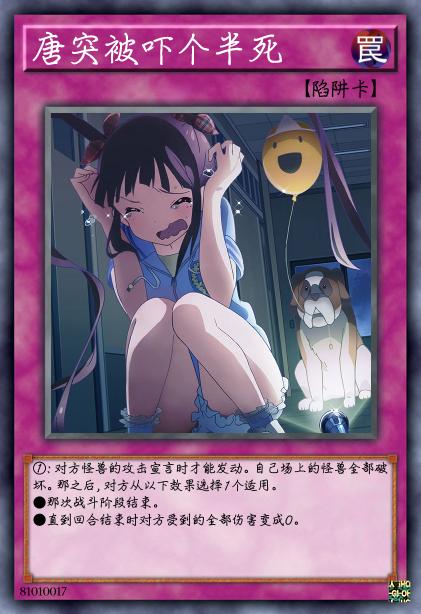 唐突被吓个半死
罠
【陷阱卡】
①:对方怪兽的攻击宣言时才能发动。自己场上的怪兽全部破
坏。那之后,对方从以下效果选择1个适用。
●那次战斗阶段结束。
●直到回合结束时对方受到的全部伤害变成0。
81010017